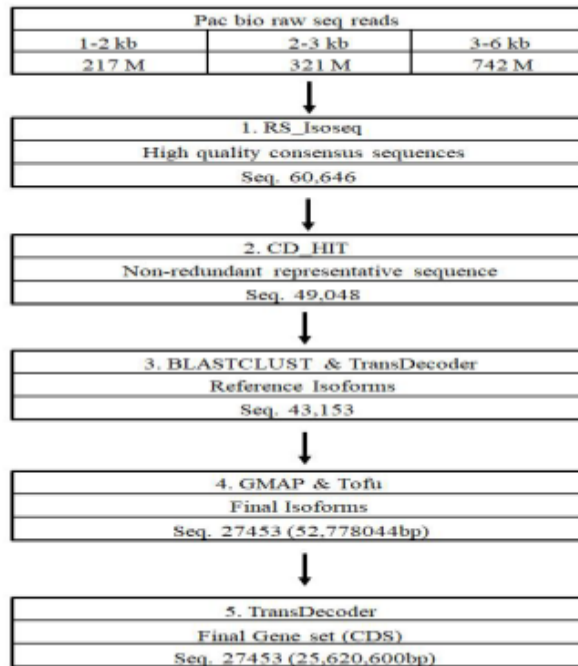 Pac bio raw seq reads
1-2 kb 2-3 kb 3-6 kb
217 M 321 M 742 M
1. RS_Isoseq
High quality consensus sequences
Seq. 60,646
2. CD_HIT
Non-redundant representative sequence
Seq. 49,048
3. BLASTCLUST & TransDecoder
Reference Isoforms
Seq. 43,153
4. GMAP & Tofu
Final Isoforms
Seq. 27453 (52,778044bp)
5. TransDecoder
Final Gene set (CDS)
Seq. 27453 (25,620,600bp)